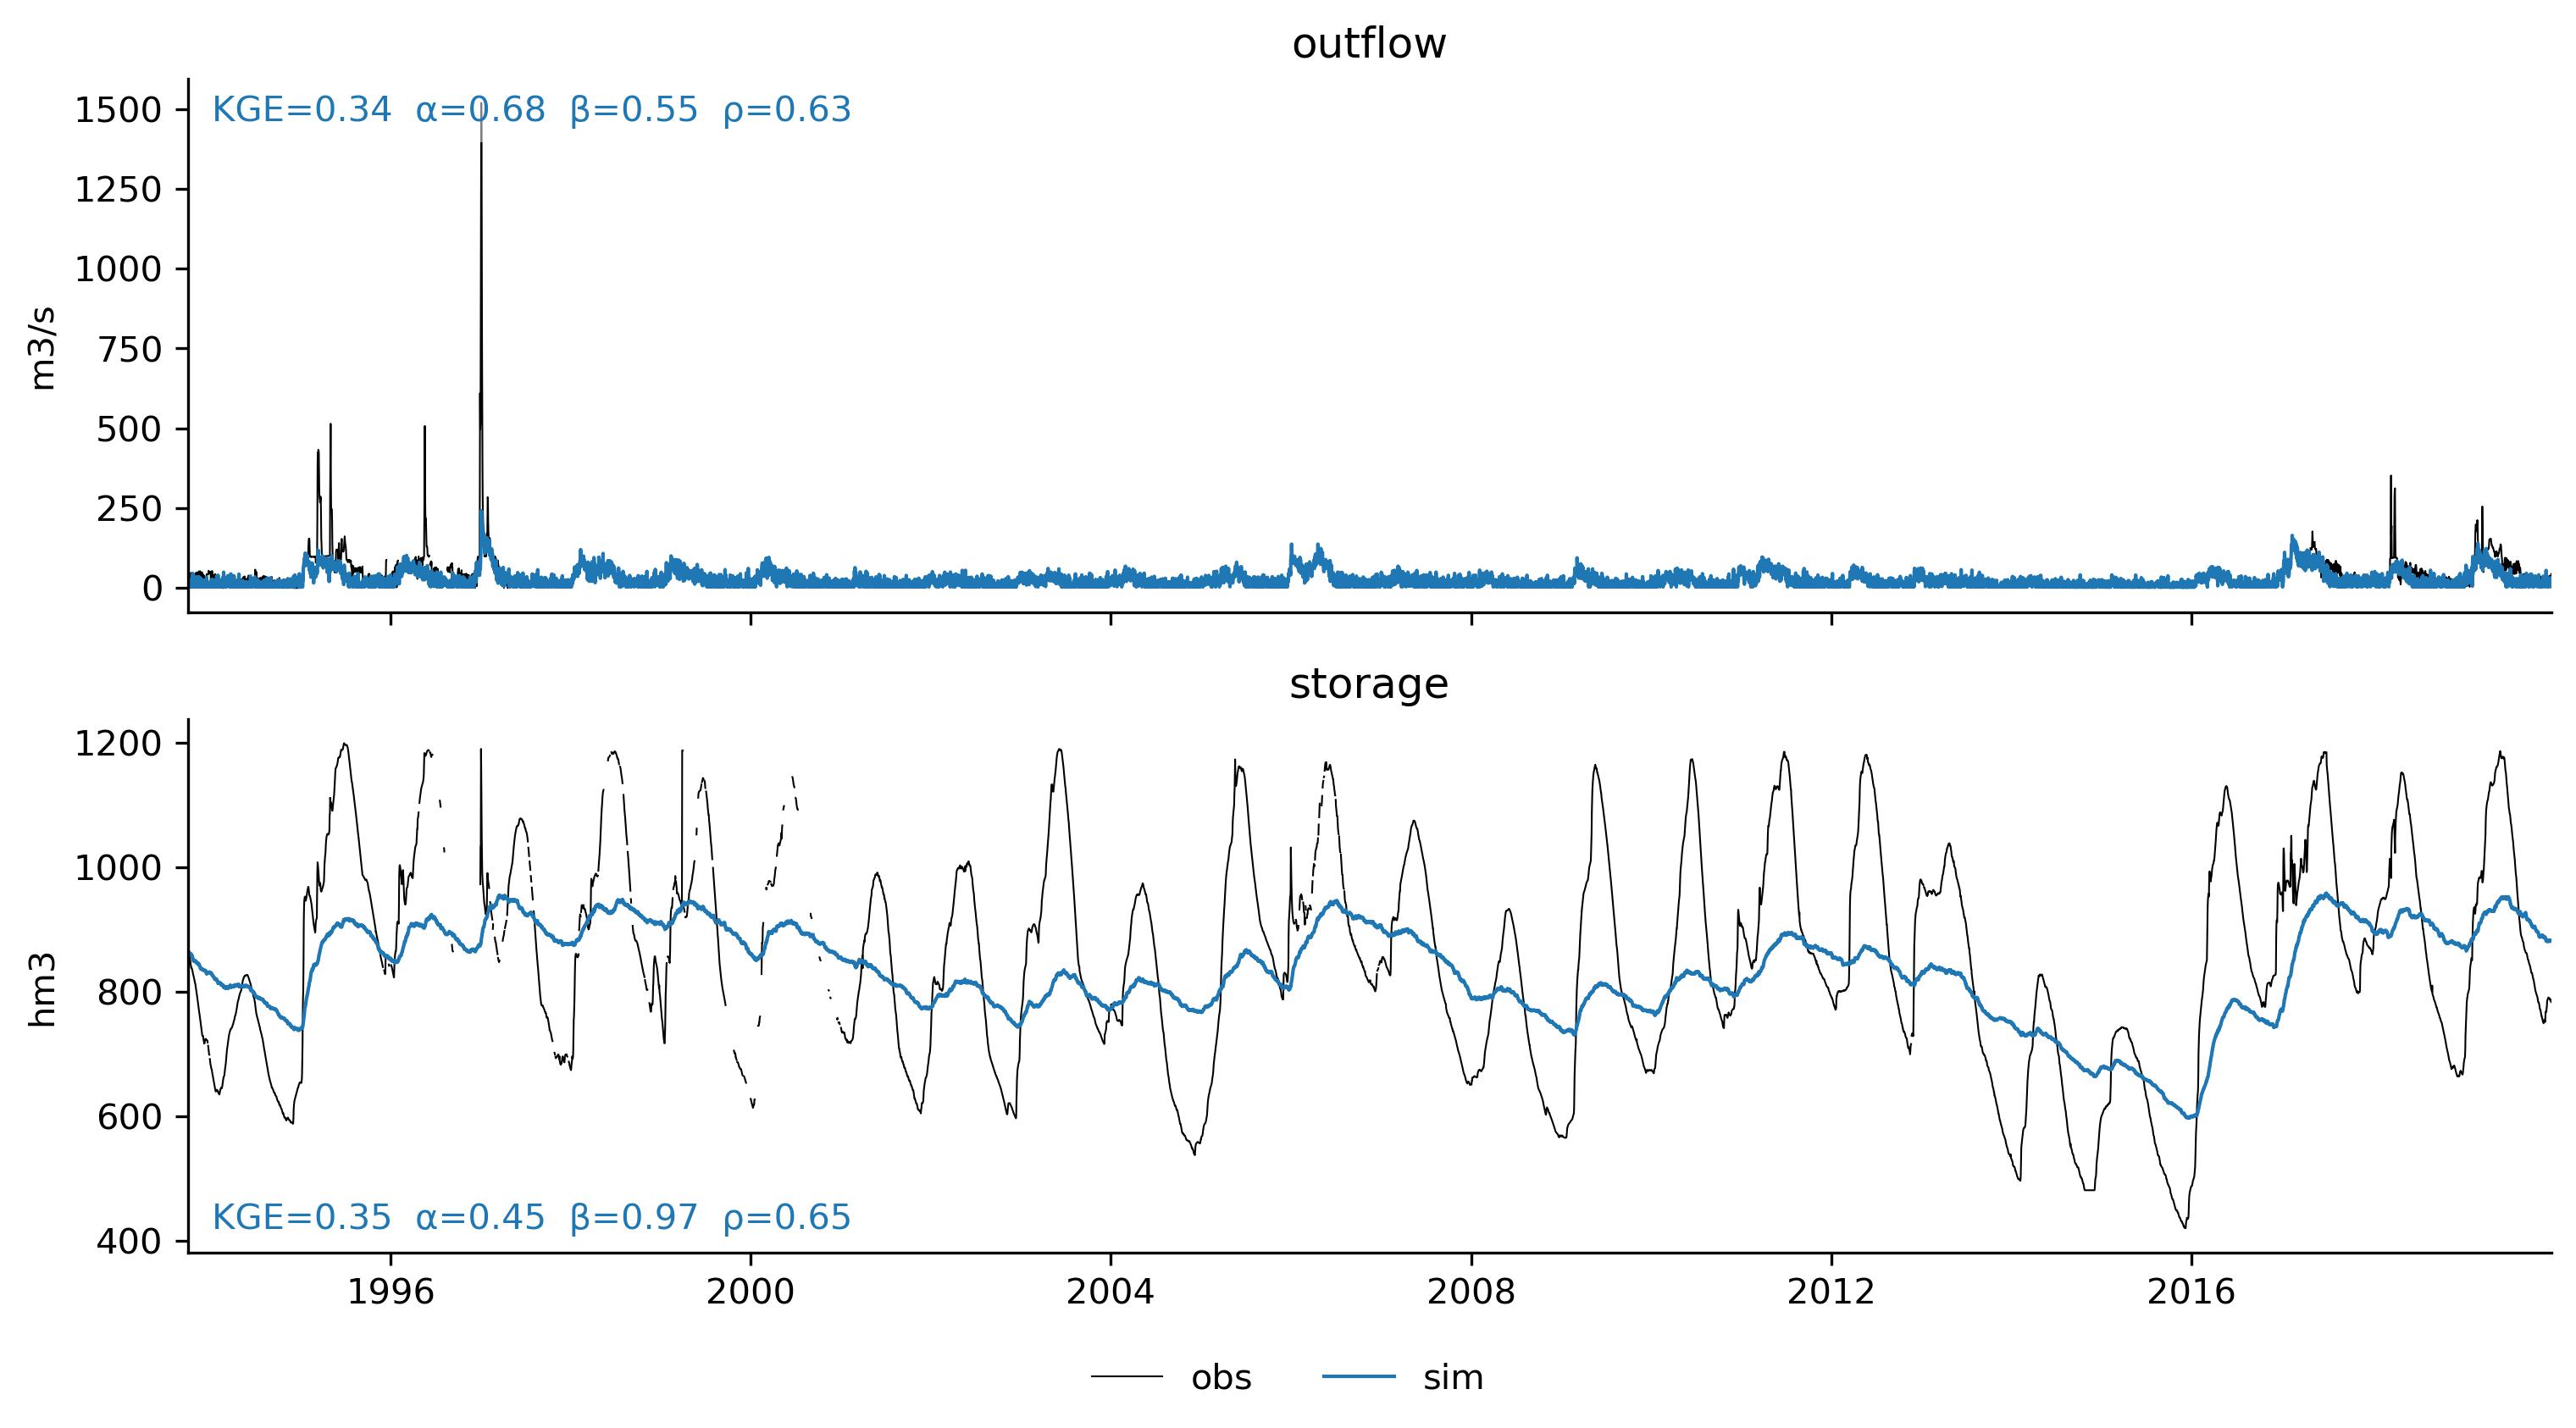 outflow
KGE=0.34 α=0.68 β=0.55 ρ=0.63
1500
1250
1000
750
500
250
0
m3/s
storage
1200
1000
800
600
400
hm3
KGE=0.35 α=0.45 β=0.97 ρ=0.65
1996 2000 2004 2008 2012 2016
obs sim